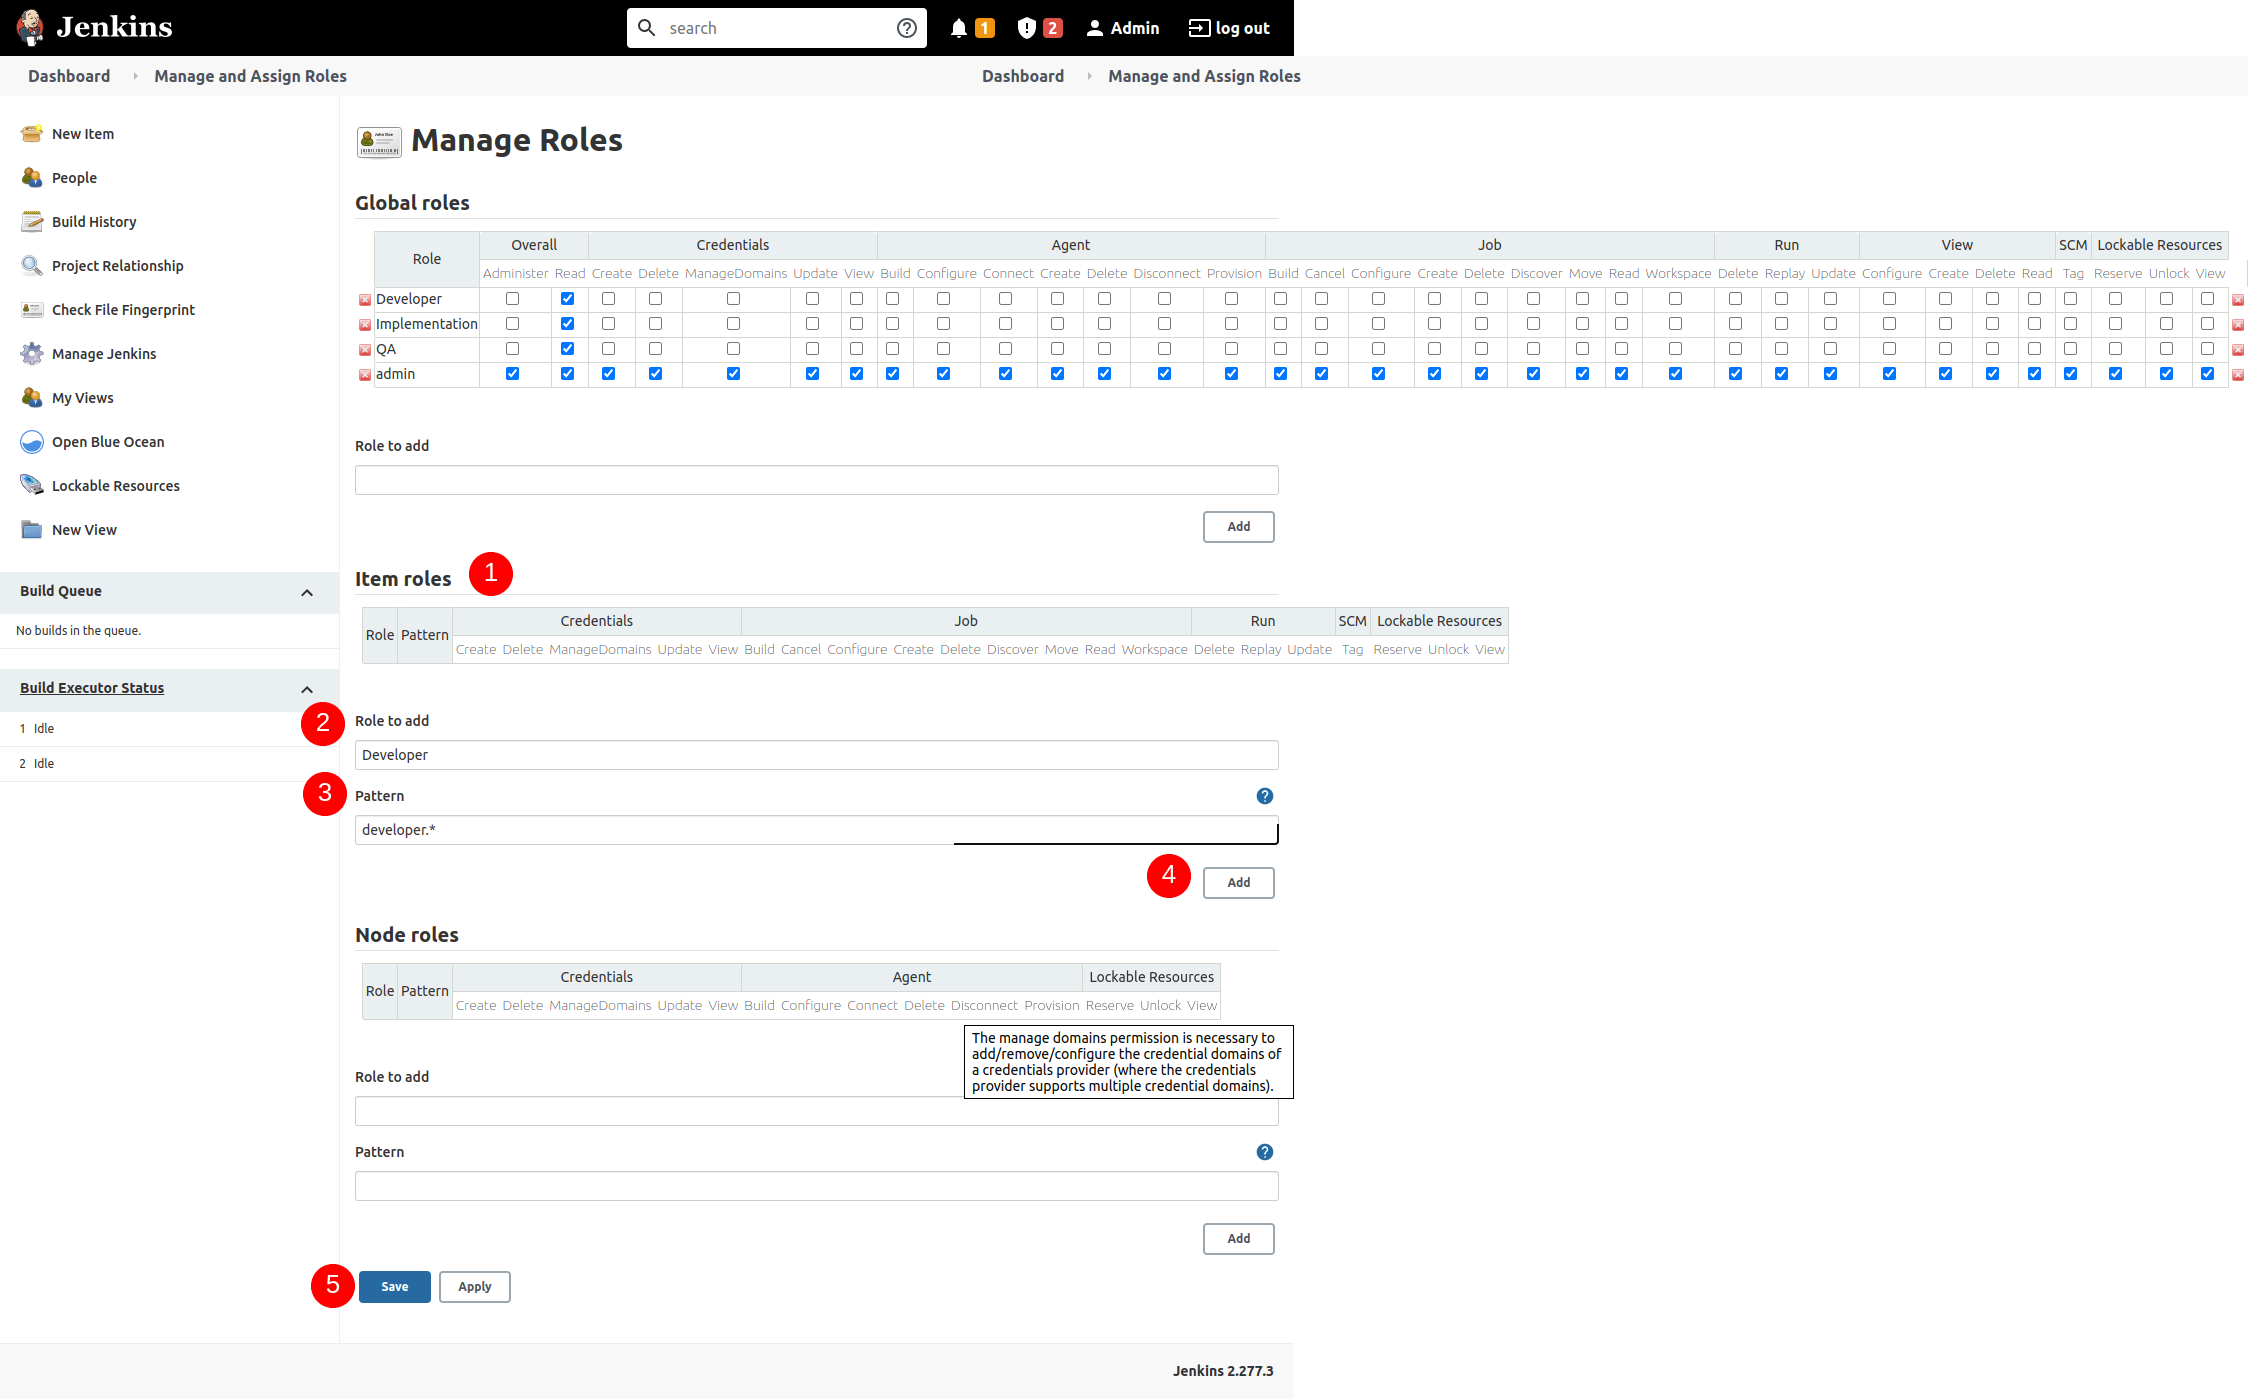 Jenkins
search
1
2
Admin
log out
Dashboard
Manage and Assign Roles
Dashboard
Manage and Assign Roles
New Item
People
Build History
Project Relationship
Check File Fingerprint
Manage Jenkins
My Views
Open Blue Ocean
Lockable Resources
New View
Build Queue
No builds in the queue.
Build Executor Status
1 Idle
2 Idle
John Doe
Manage Roles
Global roles
Role Overall Credentials Agent Job Run View SCM Lockable Resources
Administer Read Create Delete ManageDomains Update View Build Configure Connect Create Delete Disconnect Provision Build Cancel Configure Create Delete Discover Move Read Workspace Delete Replay Update Configure Create Delete Read Tag Reserve Unlock View
Developer
Implementation
QA
admin
Role to add
Add
Item roles
1
Role Pattern Credentials Job Run SCM Lockable Resources
Create Delete ManageDomains Update View Build Cancel Configure Create Delete Discover Move Read Workspace Delete Replay Update Tag Reserve Unlock View
2
Role to add
Developer
3
Pattern
?
developer.*
4
Add
Node roles
Role Pattern Credentials Agent Lockable Resources
Create Delete ManageDomains Update View Build Configure Connect Delete Disconnect Provision Reserve Unlock View
The manage domains permission is necessary to
add/remove/configure the credential domains of
a credentials provider (where the credentials
provider supports multiple credential domains).
Role to add
Pattern
?
Add
5
Save
Apply
Jenkins 2.277.3